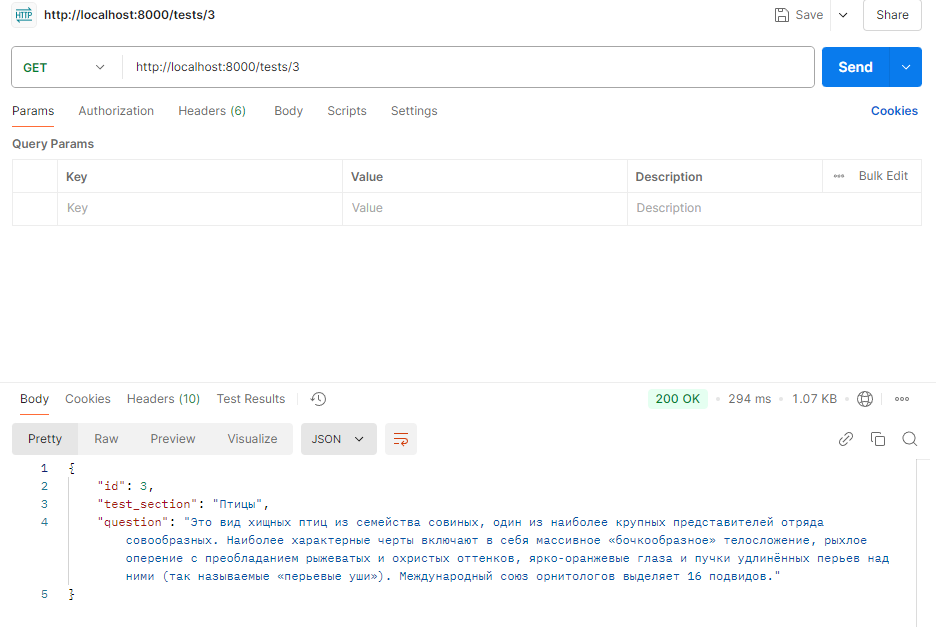 HTTP http://localhost:8000/tests/3 Save Share
GET http://localhost:8000/tests/3 Send
Params Authorization Headers (6) Body Scripts Settings Cookies
Query Params
Key Value Description Bulk Edit
Key Value Description
Body Cookies Headers (10) Test Results 200 OK 294 ms 1.07 KB
Pretty Raw Preview Visualize JSON
1 {
2 "id": 3,
3 "test_section": "Птицы",
4 "question": "Это вид хищных птиц из семейства совиных, один из наиболее крупных представителей отряда
совообразных. Наиболее характерные черты включают в себя массивное «бочкообразное» телосложение, рыхлое
оперение с преобладанием рыжеватых и охристых оттенков, ярко-оранжевые глаза и пучки удлинённых перьев над
ними (так называемые «перьевые уши»). Международный союз орнитологов выделяет 16 подвидов."
5 }